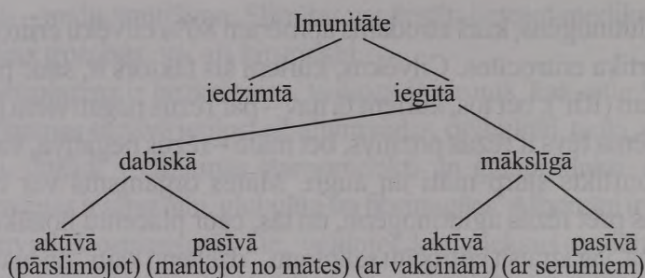 Imunitāte
iedzimtā iegūtā
dabiskā mākslīgā
aktīvā pasīvā aktīvā pasīvā
(pārslimojot) (mantojot no mātes) (ar vakcīnām) (ar serumiem)